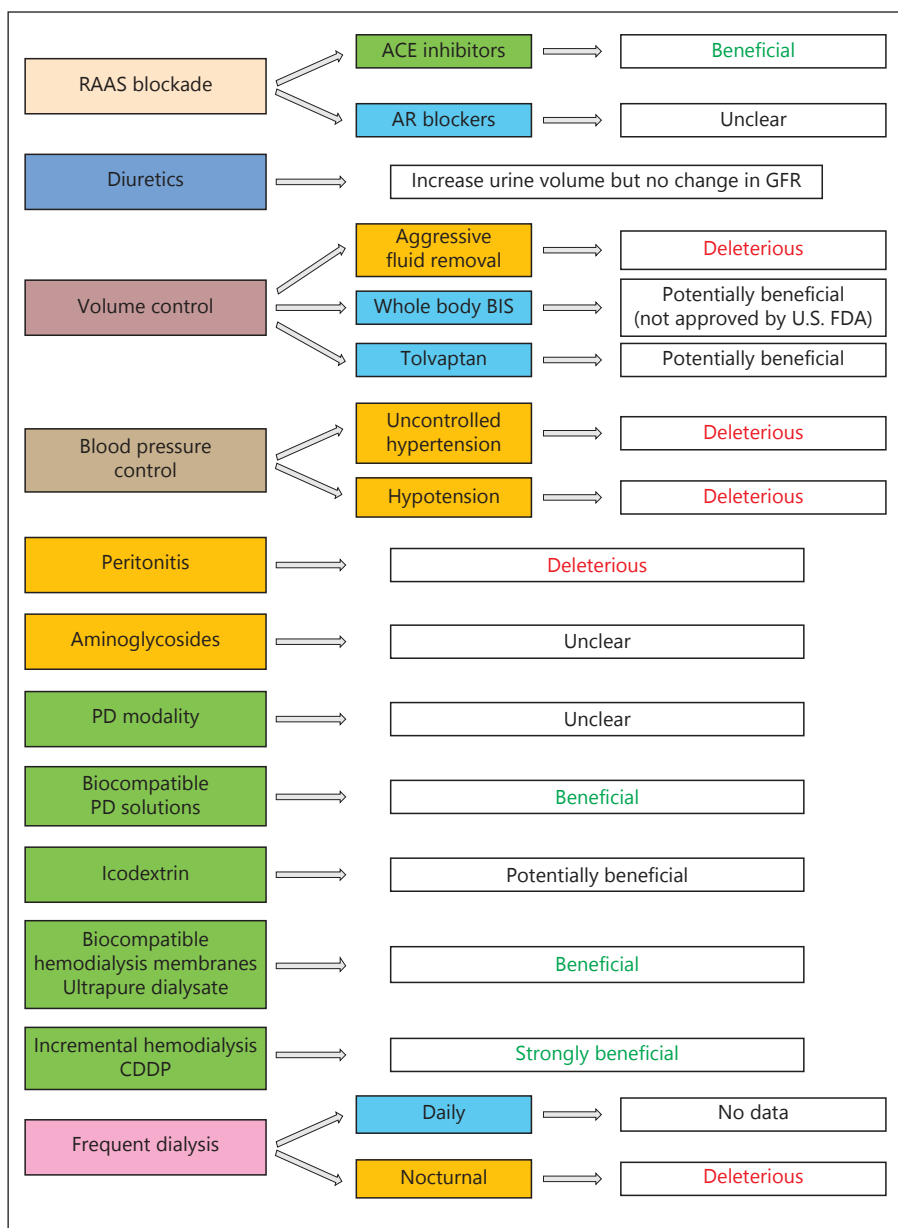 ACE inhibitors
Beneficial
RAAS blockade
AR blockers
Unclear
Diuretics
Increase urine volume but no change in GFR
Aggressive
fluid removal
Deleterious
Volume control
Whole body BIS
Potentially beneficial
(not approved by U.S. FDA)
Tolvaptan
Potentially beneficial
Blood pressure
control
Uncontrolled
hypertension
Deleterious
Hypotension
Deleterious
Peritonitis
Deleterious
Aminoglycosides
Unclear
PD modality
Unclear
Biocompatible
PD solutions
Beneficial
Icodextrin
Potentially beneficial
Biocompatible
hemodialysis membranes
Ultrapure dialysate
Beneficial
Incremental hemodialysis
CDDP
Strongly beneficial
Frequent dialysis
Daily
No data
Nocturnal
Deleterious